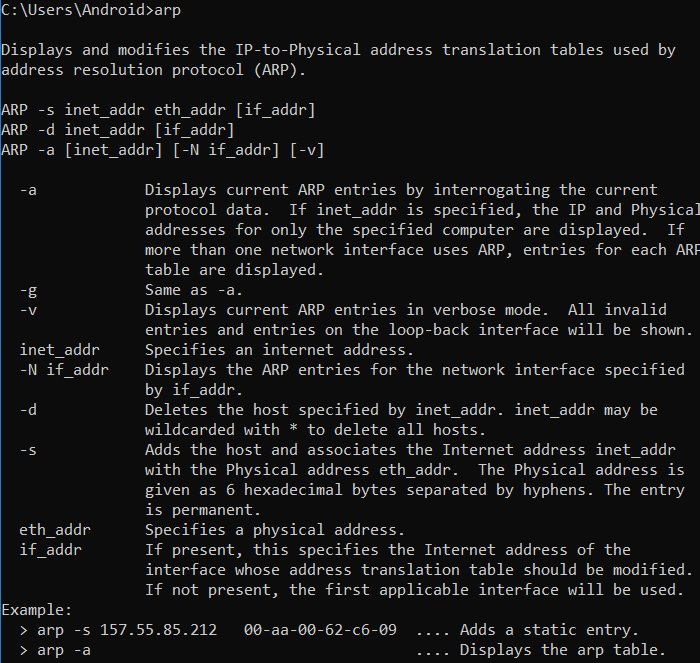 C:\Users\Android>arp
Displays and modifies the IP-to-Physical address translation tables used by
address resolution protocol (ARP).
ARP -s inet_addr eth_addr [if_addr]
ARP -d inet_addr [if_addr]
ARP -a [inet_addr] [-N if_addr] [-v]
-a Displays current ARP entries by interrogating the current
protocol data. If inet_addr is specified, the IP and Physical
addresses for only the specified computer are displayed. If
more than one network interface uses ARP, entries for each ARP
table are displayed.
-g Same as -a.
-v Displays current ARP entries in verbose mode. All invalid
entries and entries on the loop-back interface will be shown.
inet_addr Specifies an internet address.
-N if_addr Displays the ARP entries for the network interface specified
by if_addr.
-d Deletes the host specified by inet_addr. inet_addr may be
wildcarded with * to delete all hosts.
-s Adds the host and associates the Internet address inet_addr
with the Physical address eth_addr. The Physical address is
given as 6 hexadecimal bytes separated by hyphens. The entry
is permanent.
eth_addr Specifies a physical address.
if_addr If present, this specifies the Internet address of the
interface whose address translation table should be modified.
If not present, the first applicable interface will be used.
Example:
> arp -s 157.55.85.212 00-aa-00-62-c6-09 .... Adds a static entry.
> arp -a .... Displays the arp table.